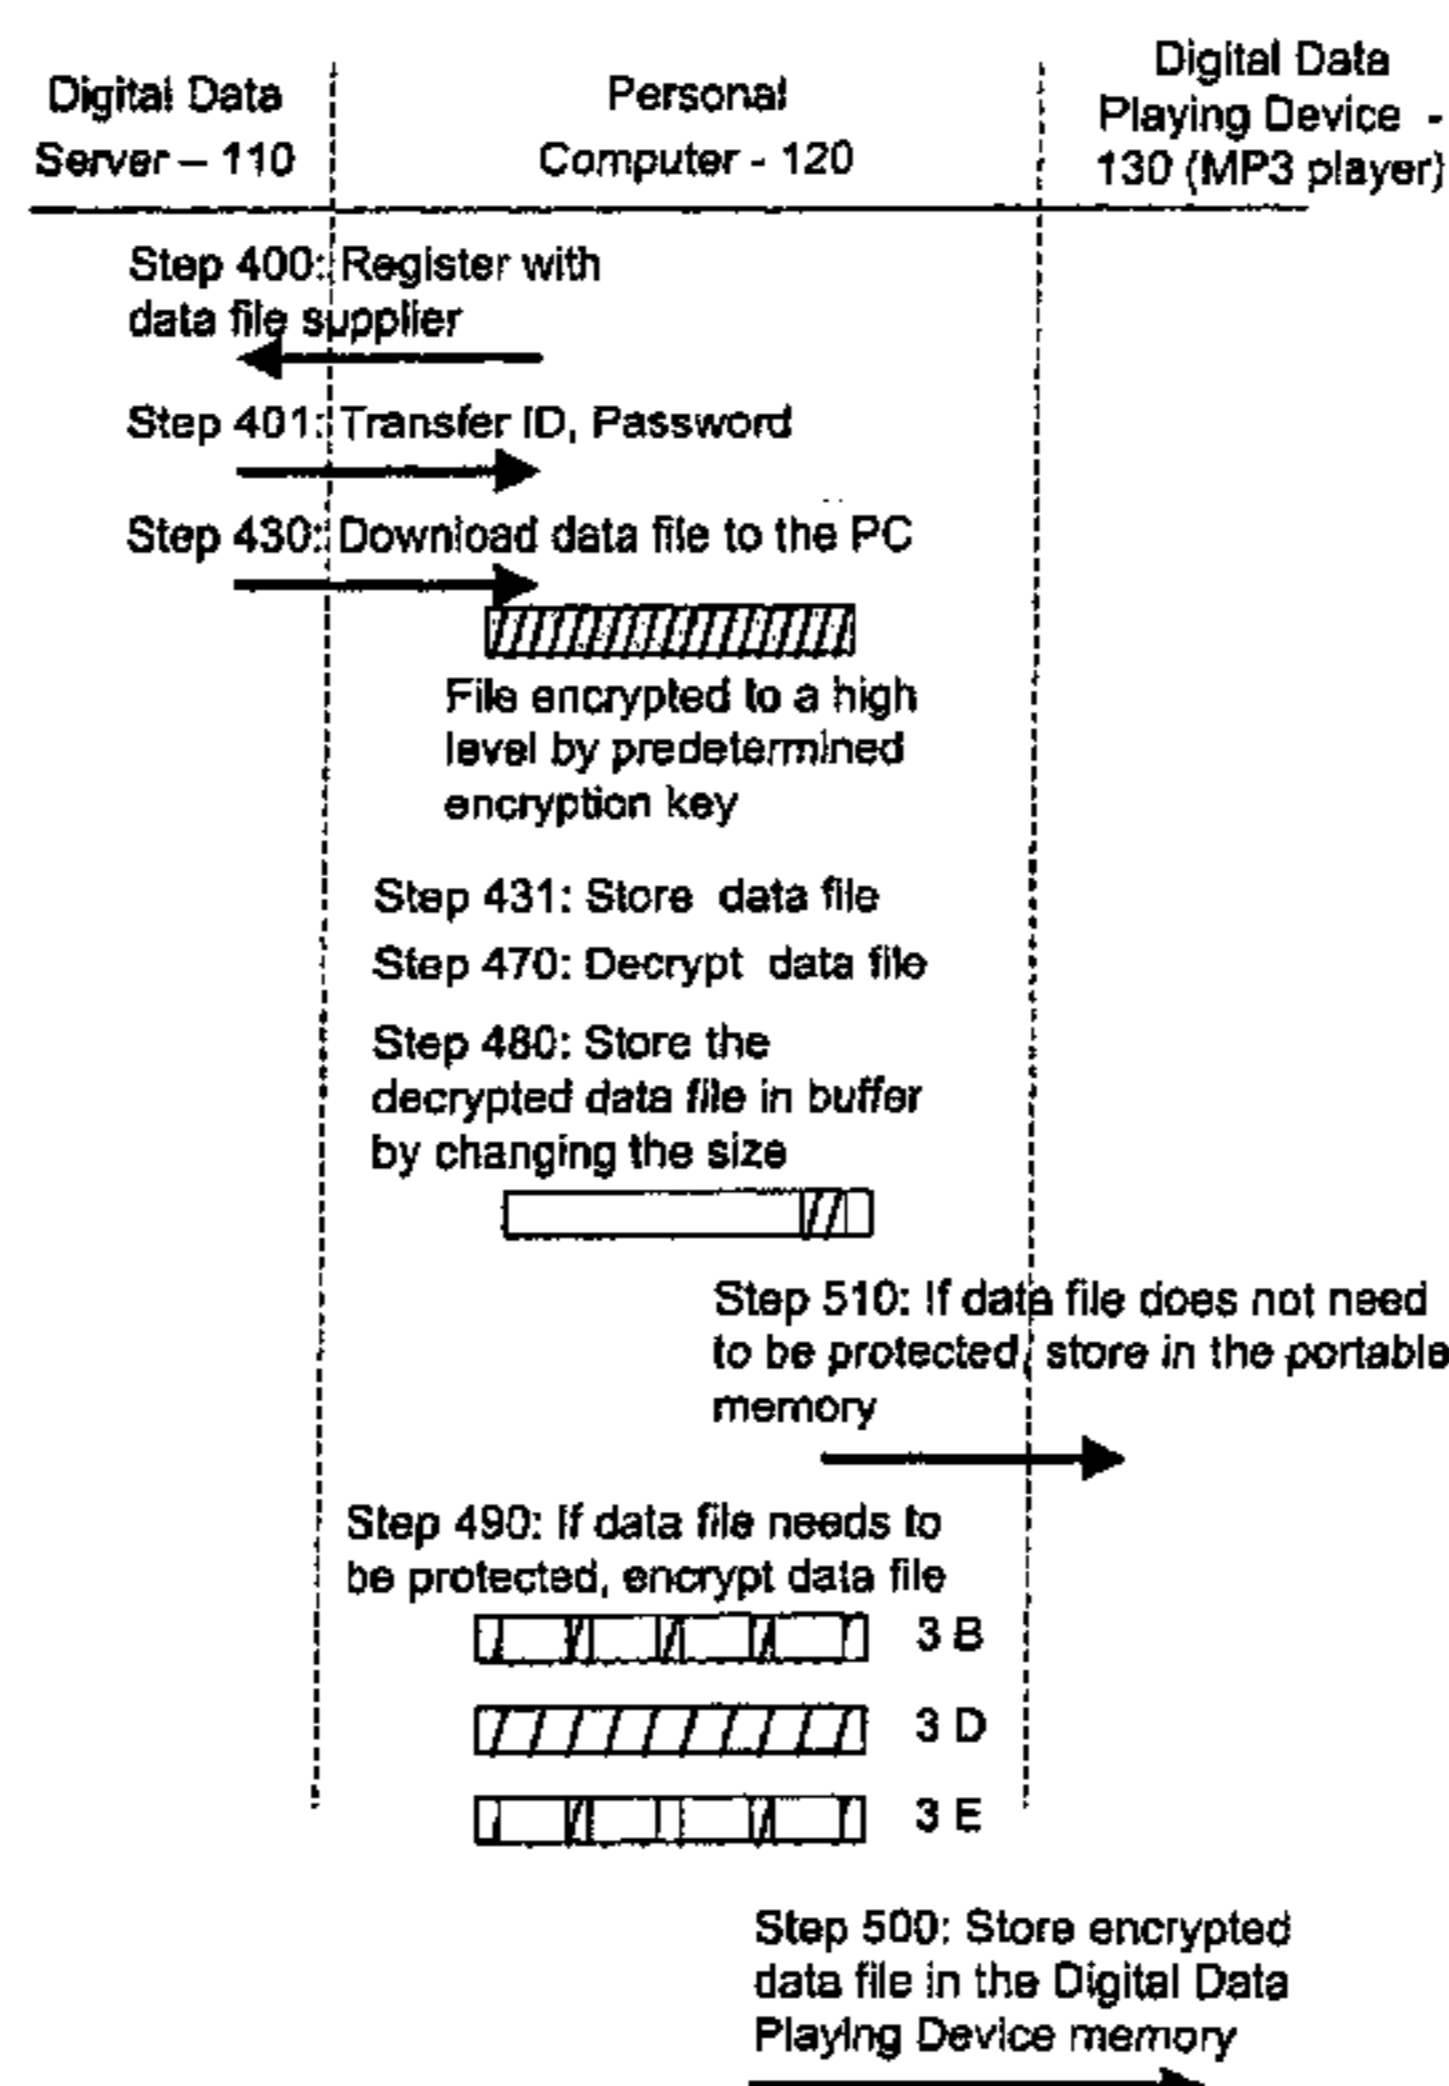 Digital Data
Server – 110
Personal
Computer - 120
Digital Data
Playing Device -
130 (MP3 player)
Step 400: Register with
data file supplier
Step 401: Transfer ID, Password
Step 430: Download data file to the PC
File encrypted to a high
level by predetermined
encryption key
Step 431: Store data file
Step 470: Decrypt data file
Step 480: Store the
decrypted data file in buffer
by changing the size
Step 510: If data file does not need
to be protected, store in the portable
memory
Step 490: If data file needs to
be protected, encrypt data file
3 B
3 D
3 E
Step 500: Store encrypted
data file in the Digital Data
Playing Device memory